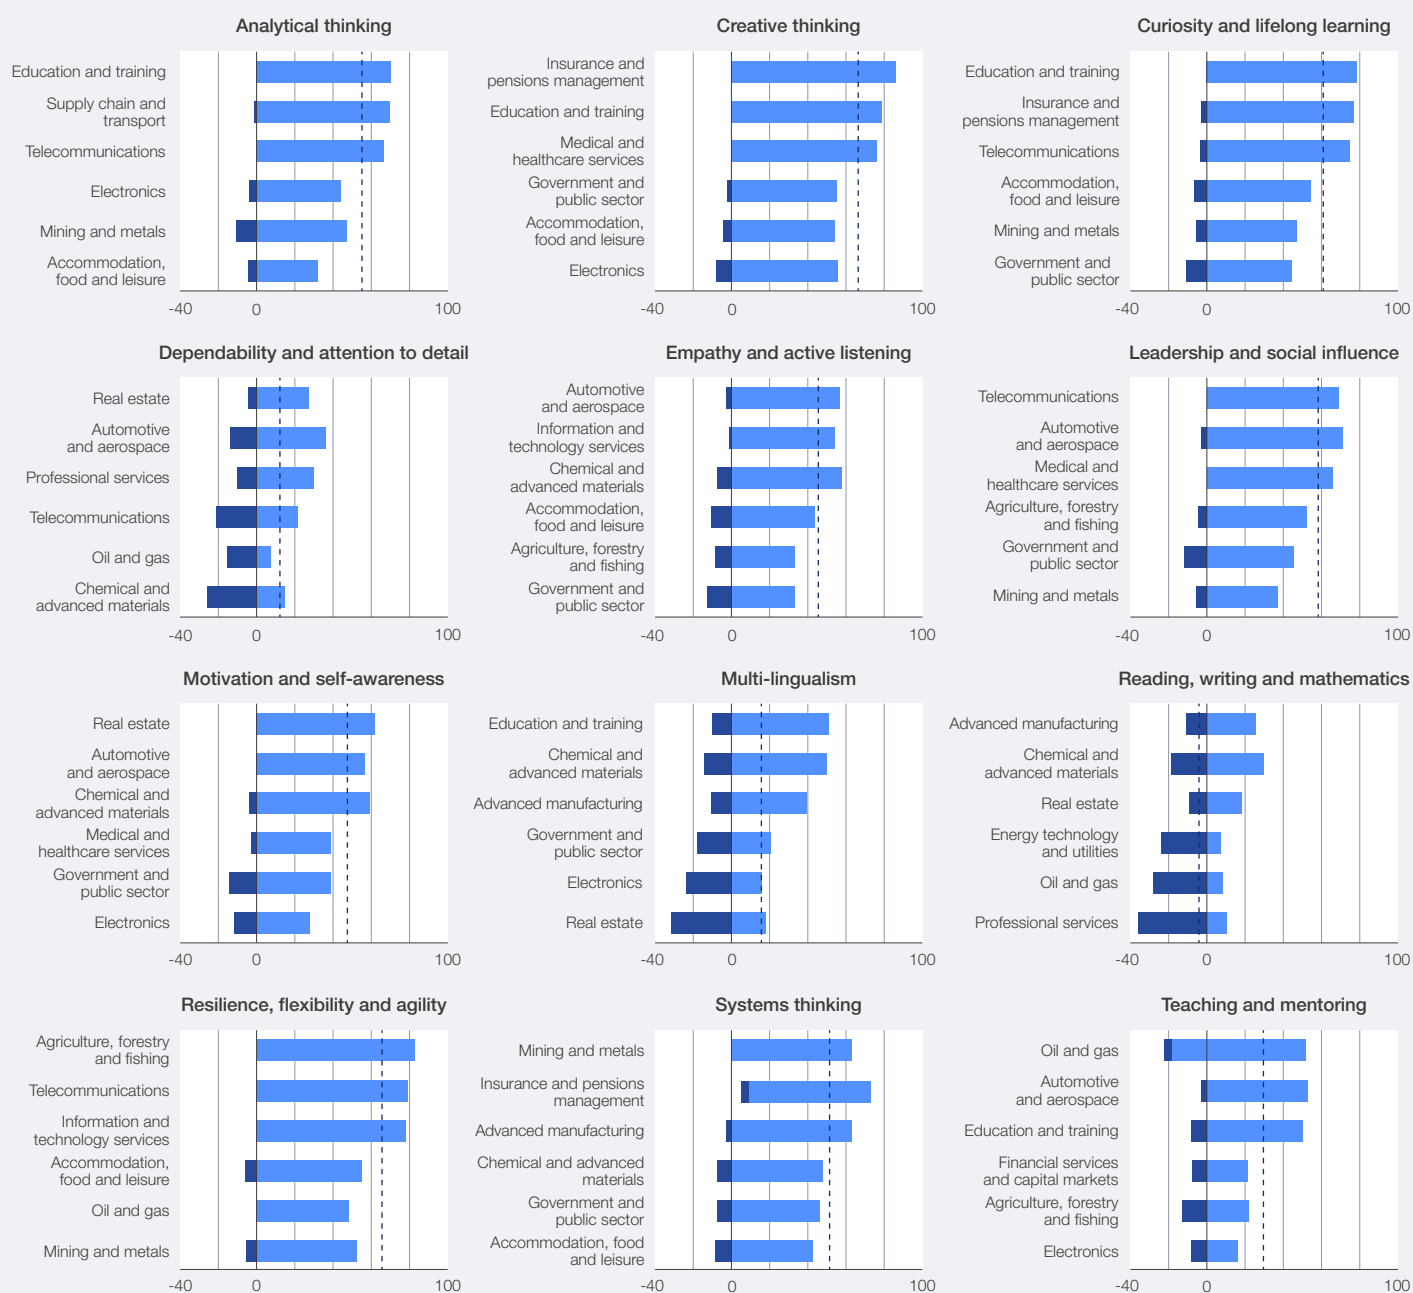 Analytical thinking
Education and training
Supply chain and
transport
Telecommunications
Electronics
Mining and metals
Accommodation,
food and leisure
-40
0
100
Creative thinking
Insurance and
pensions management
Education and training
Medical and
healthcare services
Government and
public sector
Accommodation,
food and leisure
Electronics
-40
0
100
Curiosity and lifelong learning
Education and training
Insurance and
pensions management
Telecommunications
Accommodation,
food and leisure
Mining and metals
Government and
public sector
-40
0
100
Dependability and attention to detail
Real estate
Automotive
and aerospace
Professional services
Telecommunications
Oil and gas
Chemical and
advanced materials
-40
0
100
Empathy and active listening
Automotive
and aerospace
Information and
technology services
Chemical and
advanced materials
Accommodation,
food and leisure
Agriculture, forestry
and fishing
Government and
public sector
-40
0
100
Leadership and social influence
Telecommunications
Automotive
and aerospace
Medical and
healthcare services
Agriculture, forestry
and fishing
Government and
public sector
Mining and metals
-40
0
100
Motivation and self-awareness
Real estate
Automotive
and aerospace
Chemical and
advanced materials
Medical and
healthcare services
Government and
public sector
Electronics
-40
0
100
Multi-lingualism
Education and training
Chemical and
advanced materials
Advanced manufacturing
Government and
public sector
Electronics
Real estate
-40
0
100
Reading, writing and mathematics
Advanced manufacturing
Chemical and
advanced materials
Real estate
Energy technology
and utilities
Oil and gas
Professional services
-40
0
100
Resilience, flexibility and agility
Agriculture, forestry
and fishing
Telecommunications
Information and
technology services
Accommodation,
food and leisure
Oil and gas
Mining and metals
-40
0
100
Systems thinking
Mining and metals
Insurance and pensions
management
Advanced manufacturing
Chemical and advanced
materials
Government and
public sector
Accommodation, food
and leisure
-40
0
100
Teaching and mentoring
Oil and gas
Automotive
and aerospace
Education and training
Financial services
and capital markets
Agriculture, forestry
and fishing
Electronics
-40
0
100